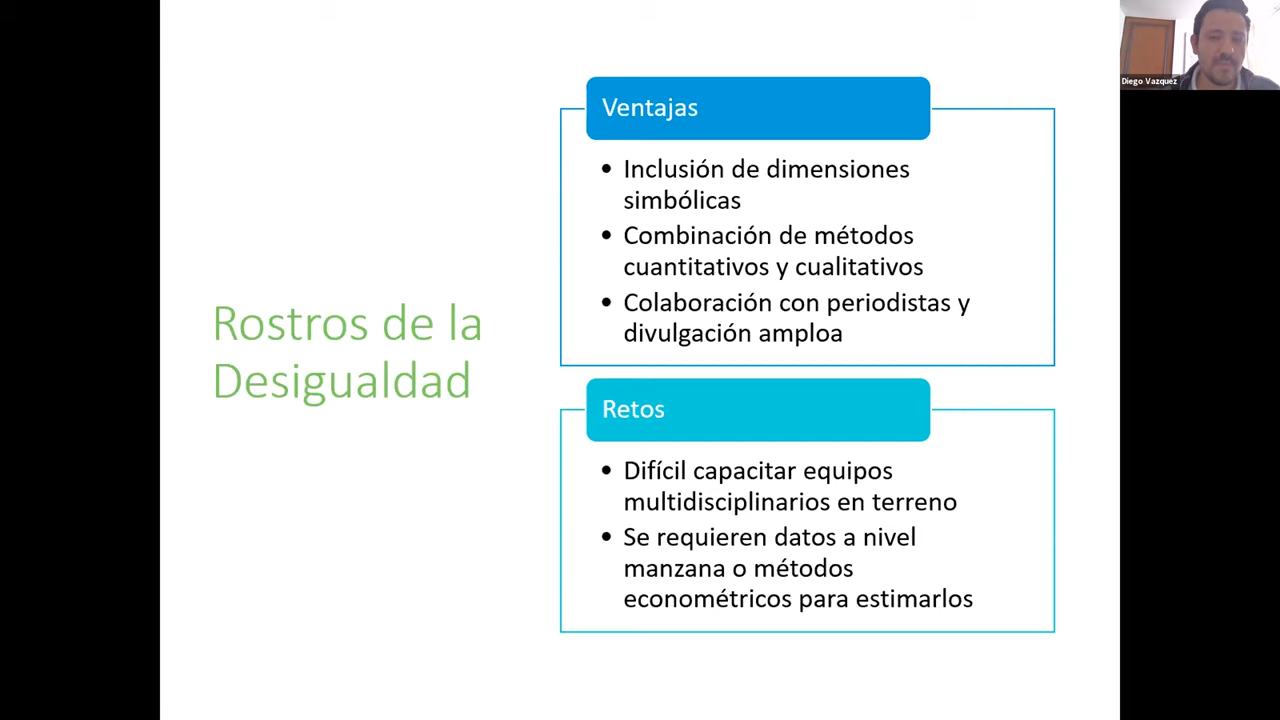 Rostros de la
Desigualdad
Ventajas
• Inclusión de dimensiones
simbólicas
• Combinación de métodos
cuantitativos y cualitativos
• Colaboración con periodistas y
divulgación amploa
Retos
• Difícil capacitar equipos
multidisciplinarios en terreno
• Se requieren datos a nivel
manzana o métodos
econométricos para estimarlos
Diego Vazquez